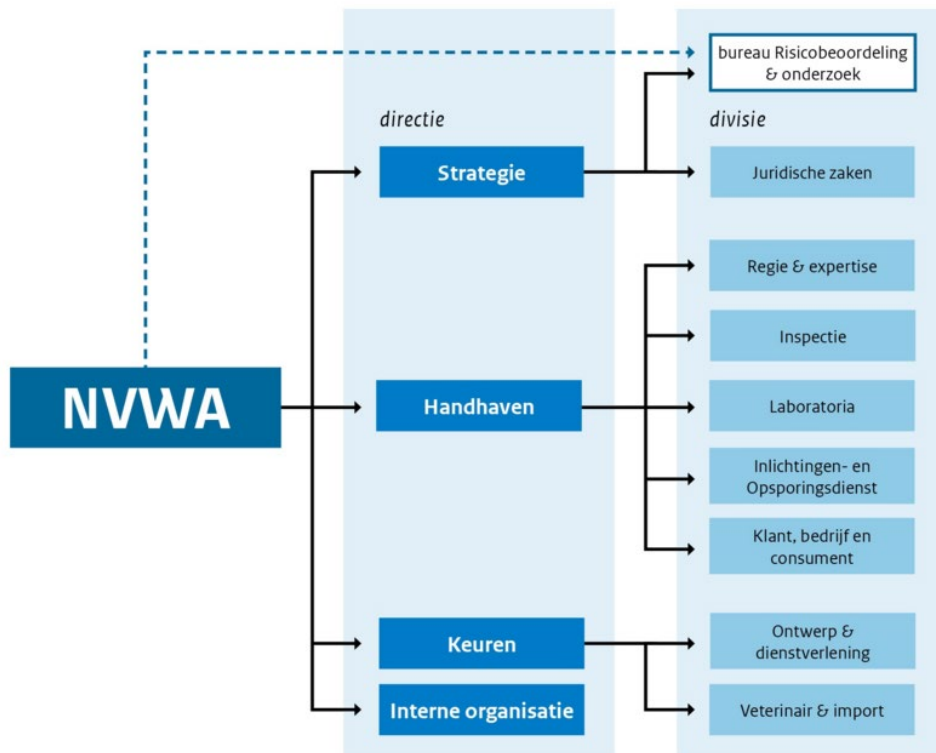 bureau Risicobeoordeling
& onderzoek
directie
divisie
Strategie
Juridische zaken
Regie & expertise
Inspectie
NVWA
Handhaven
Laboratoria
Inlichtingen- en
Opsporingsdienst
Klant, bedrijf en
consument
Keuren
Ontwerp &
dienstverlening
Interne organisatie
Veterinair & import